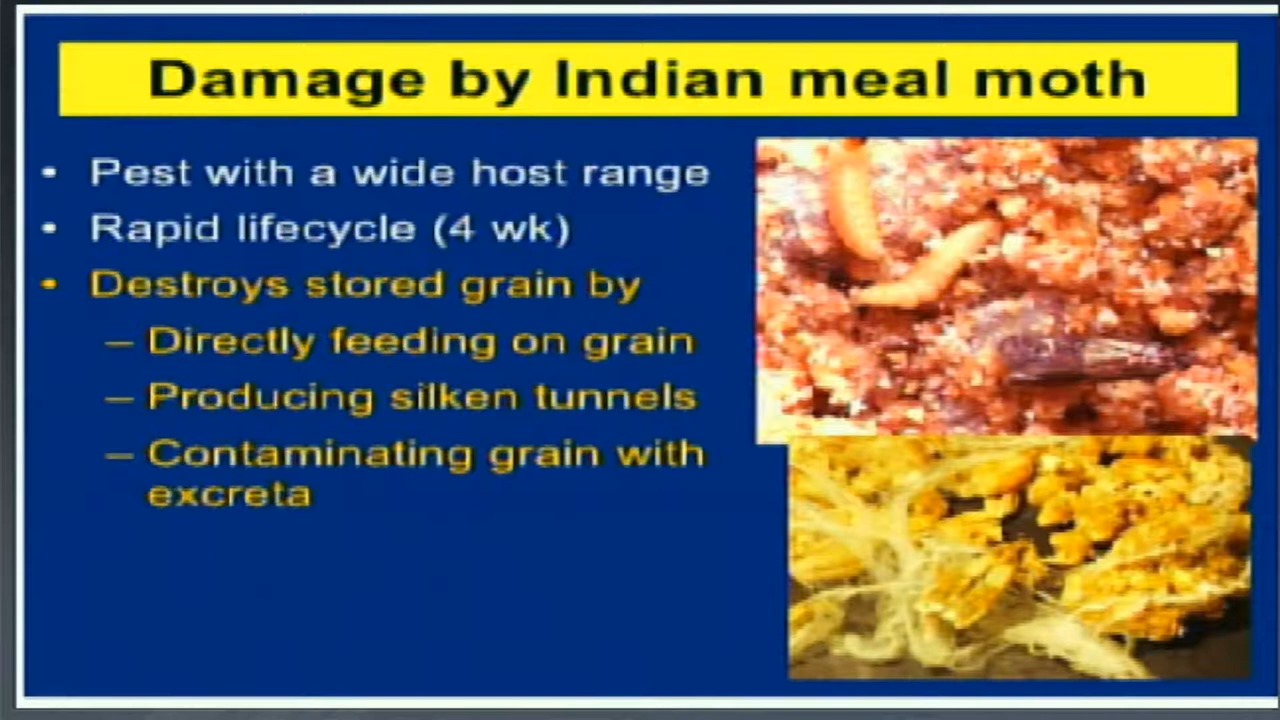 Damage by Indian meal moth
• Pest with a wide host range
• Rapid lifecycle (4 wk)
• Destroys stored grain by
– Directly feeding on grain
– Producing silken tunnels
– Contaminating grain with
excreta